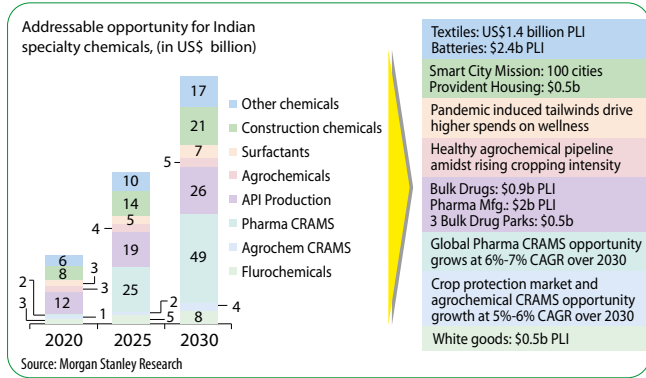 Addressable opportunity for Indian
specialty chemicals, (in US$ billion)
17
21
7
5
26
49
4
8
10
14
5
4
19
25
2
5
6
8
3
2
3
12
3
1
2020
2025
2030
Other chemicals
Construction chemicals
Surfactants
Agrochemicals
API Production
Pharma CRAMS
Agrochem CRAMS
Flurochemicals
Source: Morgan Stanley Research
Textiles: US$1.4 billion PLI
Batteries: $2.4b PLI
Smart City Mission: 100 cities
Provident Housing: $0.5b
Pandemic induced tailwinds drive
higher spends on wellness
Healthy agrochemical pipeline
amidst rising cropping intensity
Bulk Drugs: $0.9b PLI
Pharma Mfg.: $2b PLI
3 Bulk Drug Parks: $0.5b
Global Pharma CRAMS opportunity
grows at 6%-7% CAGR over 2030
Crop protection market and
agrochemical CRAMS opportunity
growth at 5%-6% CAGR over 2030
White goods: $0.5b PLI